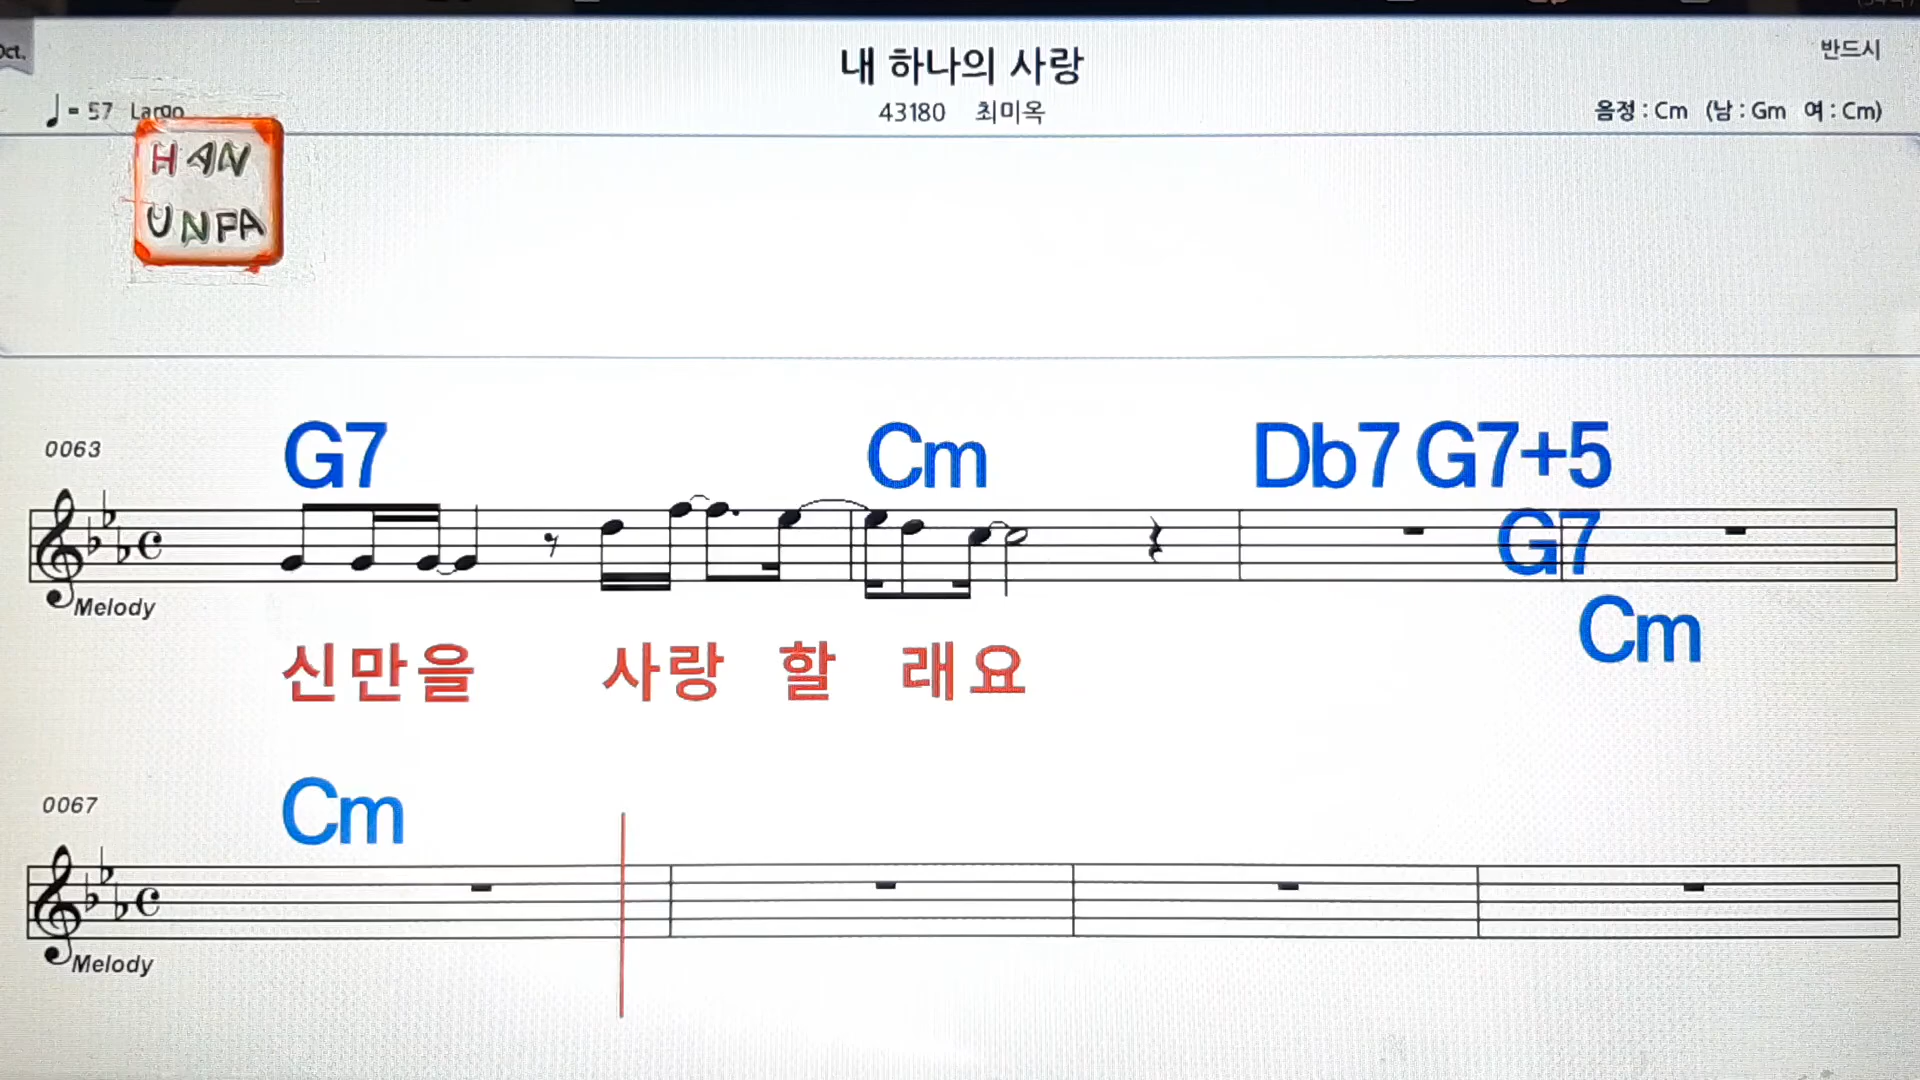 Oct.
내 하나의 사랑
반드시
= 57 Largo
43180 최미옥
음정 : Cm (남 : Gm 여 : Cm)
HAN
UNFA
0063
G7 Cm Db7 G7+5
G7
Melody
Cm
신만을 사랑 할 래요
0067
Cm
Melody